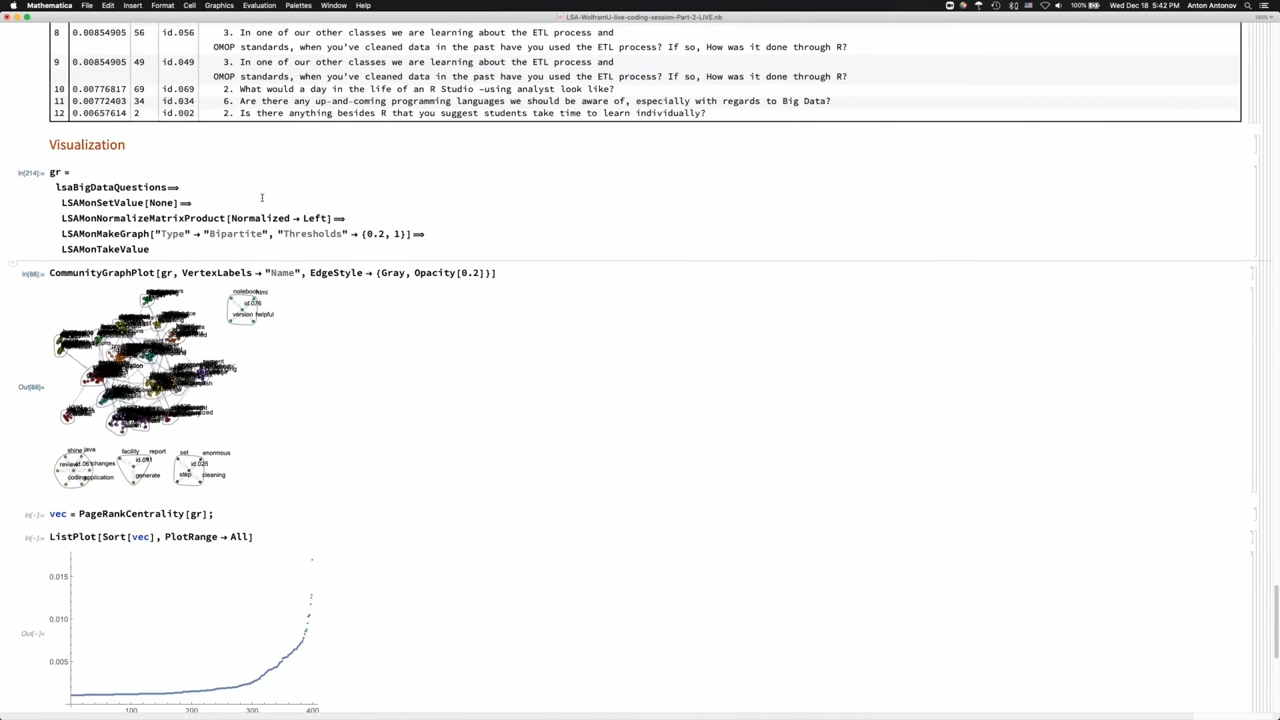 Mathematica File Edit Insert Format Cell Graphics Evaluation Palettes Window Help 100% Wed Dec 18 5:42 PM Anton Antonov
LSA-WolframU-live-coding-session-Part-2-LIVE.nb
8 0.00854905 56 id.056 3. In one of our other classes we are learning about the ETL process and
OMOP standards, when you've cleaned data in the past have you used the ETL process? If so, How was it done through R?
9 0.00854905 49 id.049 3. In one of our other classes we are learning about the ETL process and
OMOP standards, when you've cleaned data in the past have you used the ETL process? If so, How was it done through R?
10 0.00776817 69 id.069 2. What would a day in the life of an R Studio -using analyst look like?
11 0.00772403 34 id.034 6. Are there any up-and-coming programming languages we should be aware of, especially with regards to Big Data?
12 0.00657614 2 id.002 2. Is there anything besides R that you suggest students take time to learn individually?
Visualization
In[214]:= gr =
lsaBigDataQuestions⟹
LSAMonSetValue[None]⟹
LSAMonNormalizeMatrixProduct[Normalized → Left]⟹
LSAMonMakeGraph["Type" → "Bipartite", "Thresholds" → {0.2, 1}]⟹
LSAMonTakeValue
In[88]:= CommunityGraphPlot[gr, VertexLabels → "Name", EdgeStyle → {Gray, Opacity[0.2]}]
notebook html
id.076
version helpful
Out[88]=
shine java
review changes
coding application
facility report
generate
set enormous
id.025
step cleaning
In[◦]:= vec = PageRankCentrality[gr];
In[◦]:= ListPlot[Sort[vec], PlotRange → All]
0.015
0.010
Out[◦]=
0.005
100 200 300 400